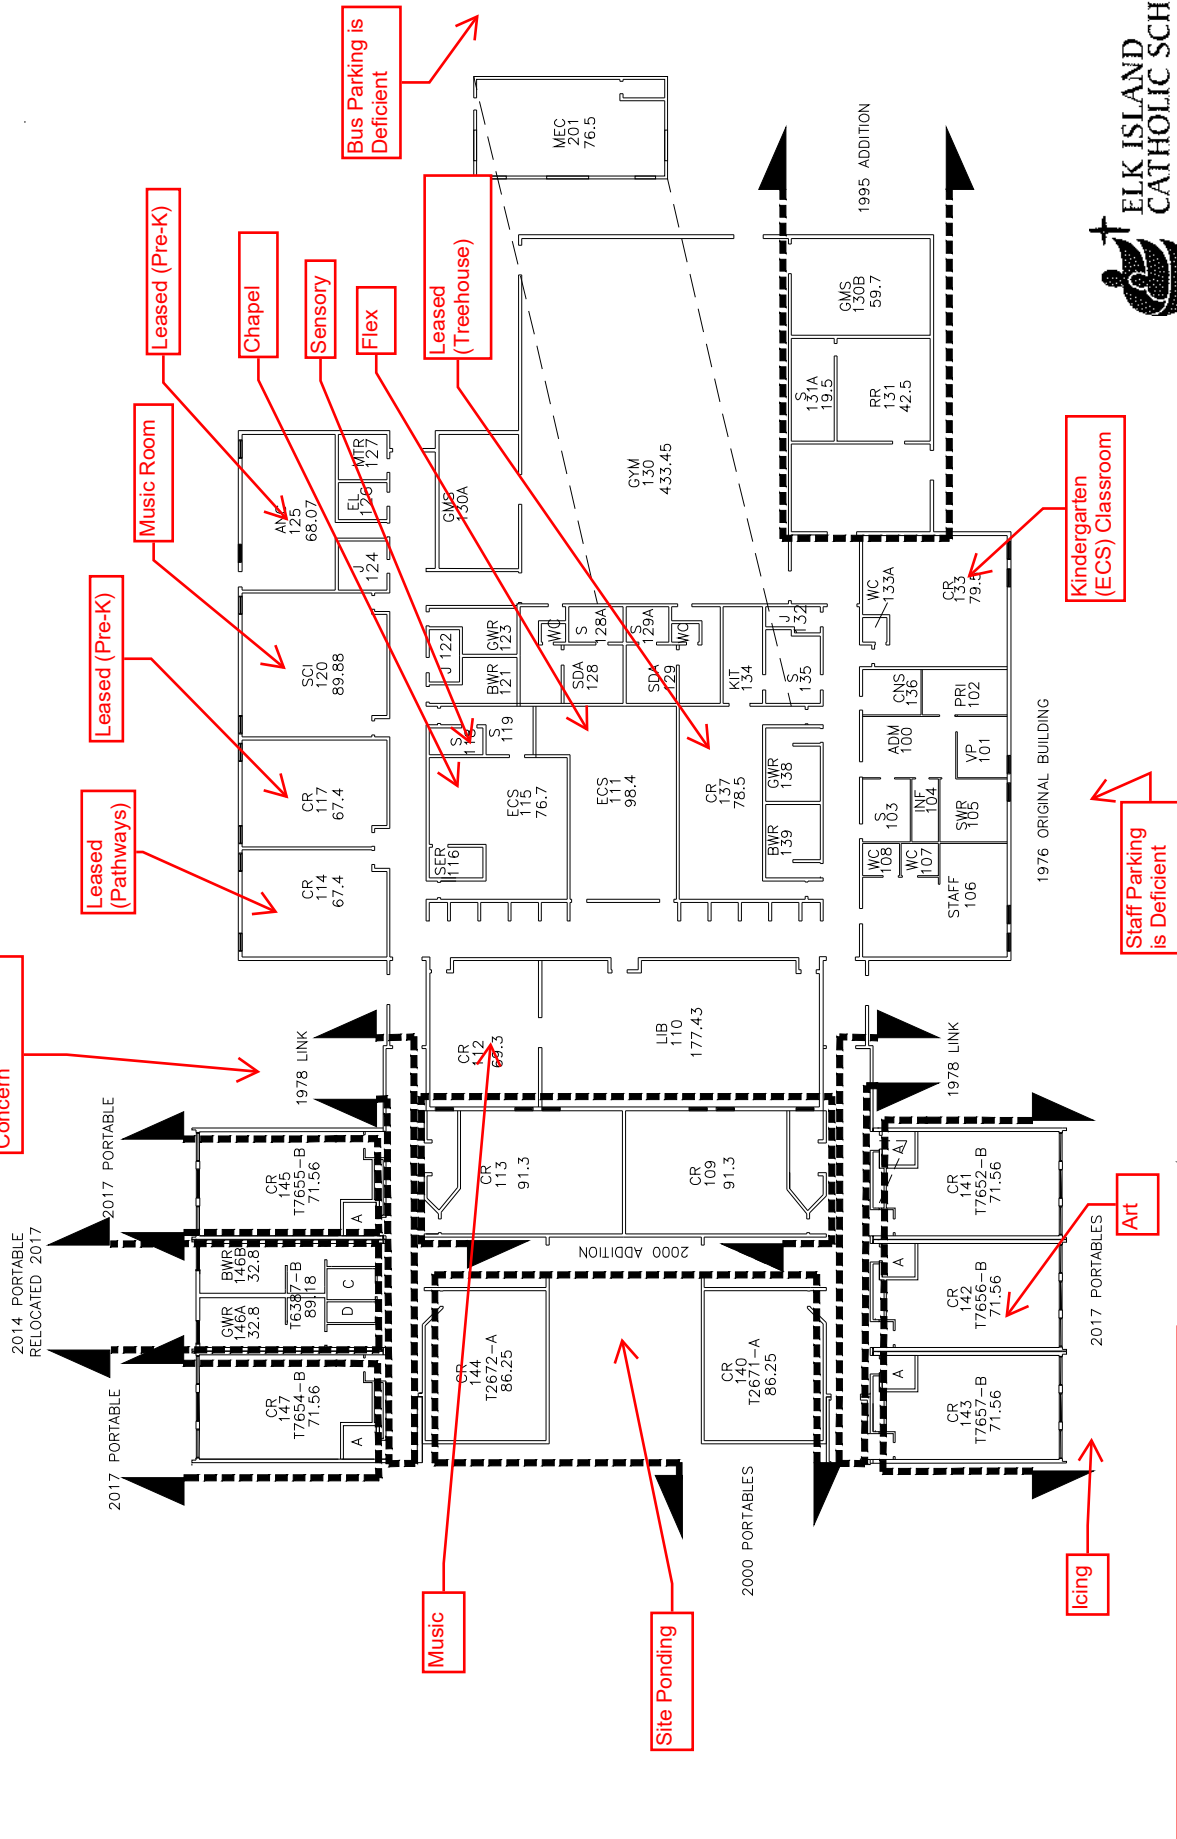 Bus Parking is
Deficient
Leased (Pre-K)
Chapel
Sensory
Flex
Leased
(Treehouse)
Music Room
Leased (Pre-K)
Leased
(Pathways)
Concern
Music
Site Ponding
Icing
Art
Staff Parking
is Deficient
Kindergarten
(ECS) Classroom
MEC
201
76.5
1995 ADDITION
ELK ISLAND
CATHOLIC SCH
GMS
130B
59.7
S
131A
19.5
RR
131
42.5
GYM
130
433.45
GMS
130A
ANC
125
68.07
MTR
127
EL
126
J
124
SCI
120
89.88
CR
117
67.4
CR
114
67.4
J 122
GWR
123
BWR
121
S
119
S
118
WC
S
128A
S
129A
WC
SDA
128
SDA
129
KIT
134
J
132
S
135
ECS
115
76.7
SER
116
ECS
111
98.4
CR
137
78.5
GWR
138
BWR
139
WC
133A
CR
133
79.5
CNS
136
PRI
102
ADM
100
VP
101
S
103
INF
104
SWR
105
WC
108
WC
107
STAFF
106
1976 ORIGINAL BUILDING
CR
112
69.3
LIB
110
177.43
1978 LINK
1978 LINK
CR
113
91.3
CR
109
91.3
2000 ADDITION
2017 PORTABLE
2014 PORTABLE
RELOCATED 2017
2017 PORTABLE
CR
145
T7655-B
71.56
A
BWR
146B
32.8
GWR
146A
32.8
T6387-B
89.18
C
D
CR
147
T7654-B
71.56
A
CR
144
T2672-A
86.25
CR
140
T2671-A
86.25
2000 PORTABLES
CR
141
T7652-B
71.56
A
CR
142
T7656-B
71.56
A
CR
143
T7657-B
71.56
A
2017 PORTABLES